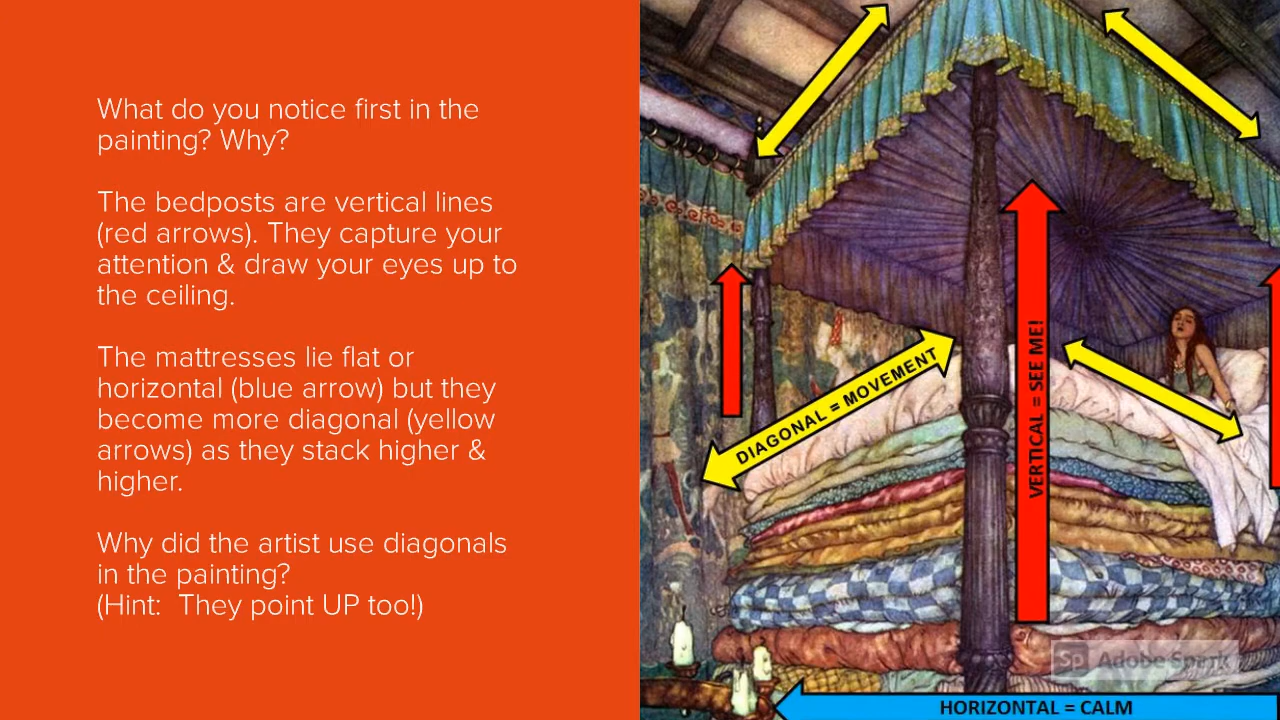 What do you notice first in the
painting? Why?
The bedposts are vertical lines
(red arrows). They capture your
attention & draw your eyes up to
the ceiling.
The mattresses lie flat or
horizontal (blue arrow) but they
become more diagonal (yellow
arrows) as they stack higher &
higher.
Why did the artist use diagonals
in the painting?
(Hint:  They point UP too!)
DIAGONAL = MOVEMENT
VERTICAL = SEE ME!
Sp Adobe Spark
HORIZONTAL = CALM